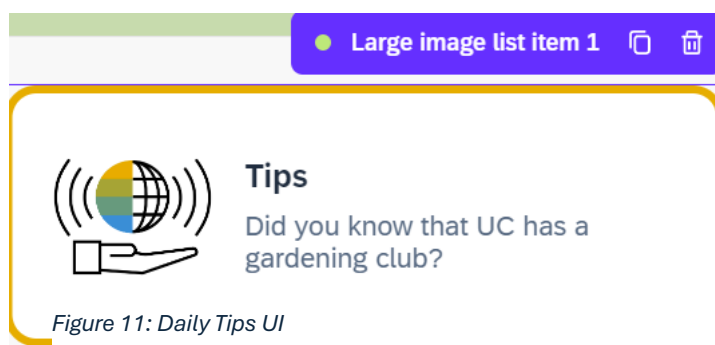 Large image list item 1
Tips
Did you know that UC has a
gardening club?
Figure 11: Daily Tips UI